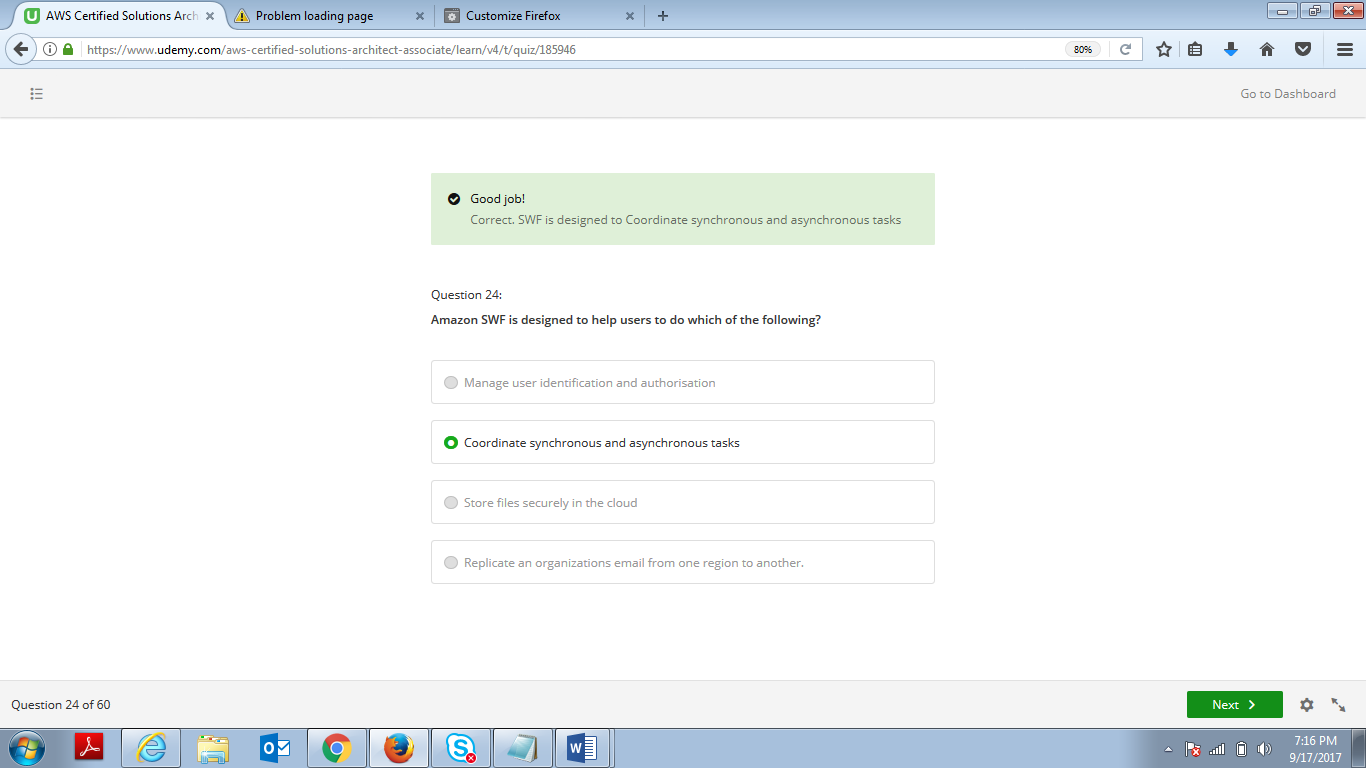 AWS Certified Solutions Arch
Problem loading page
Customize Firefox
https://www.udemy.com/aws-certified-solutions-architect-associate/learn/v4/t/quiz/185946
80%
Go to Dashboard
Good job!
Correct. SWF is designed to Coordinate synchronous and asynchronous tasks
Question 24:
Amazon SWF is designed to help users to do which of the following?
Manage user identification and authorisation
Coordinate synchronous and asynchronous tasks
Store files securely in the cloud
Replicate an organizations email from one region to another.
Question 24 of 60
Next
7:16 PM
9/17/2017